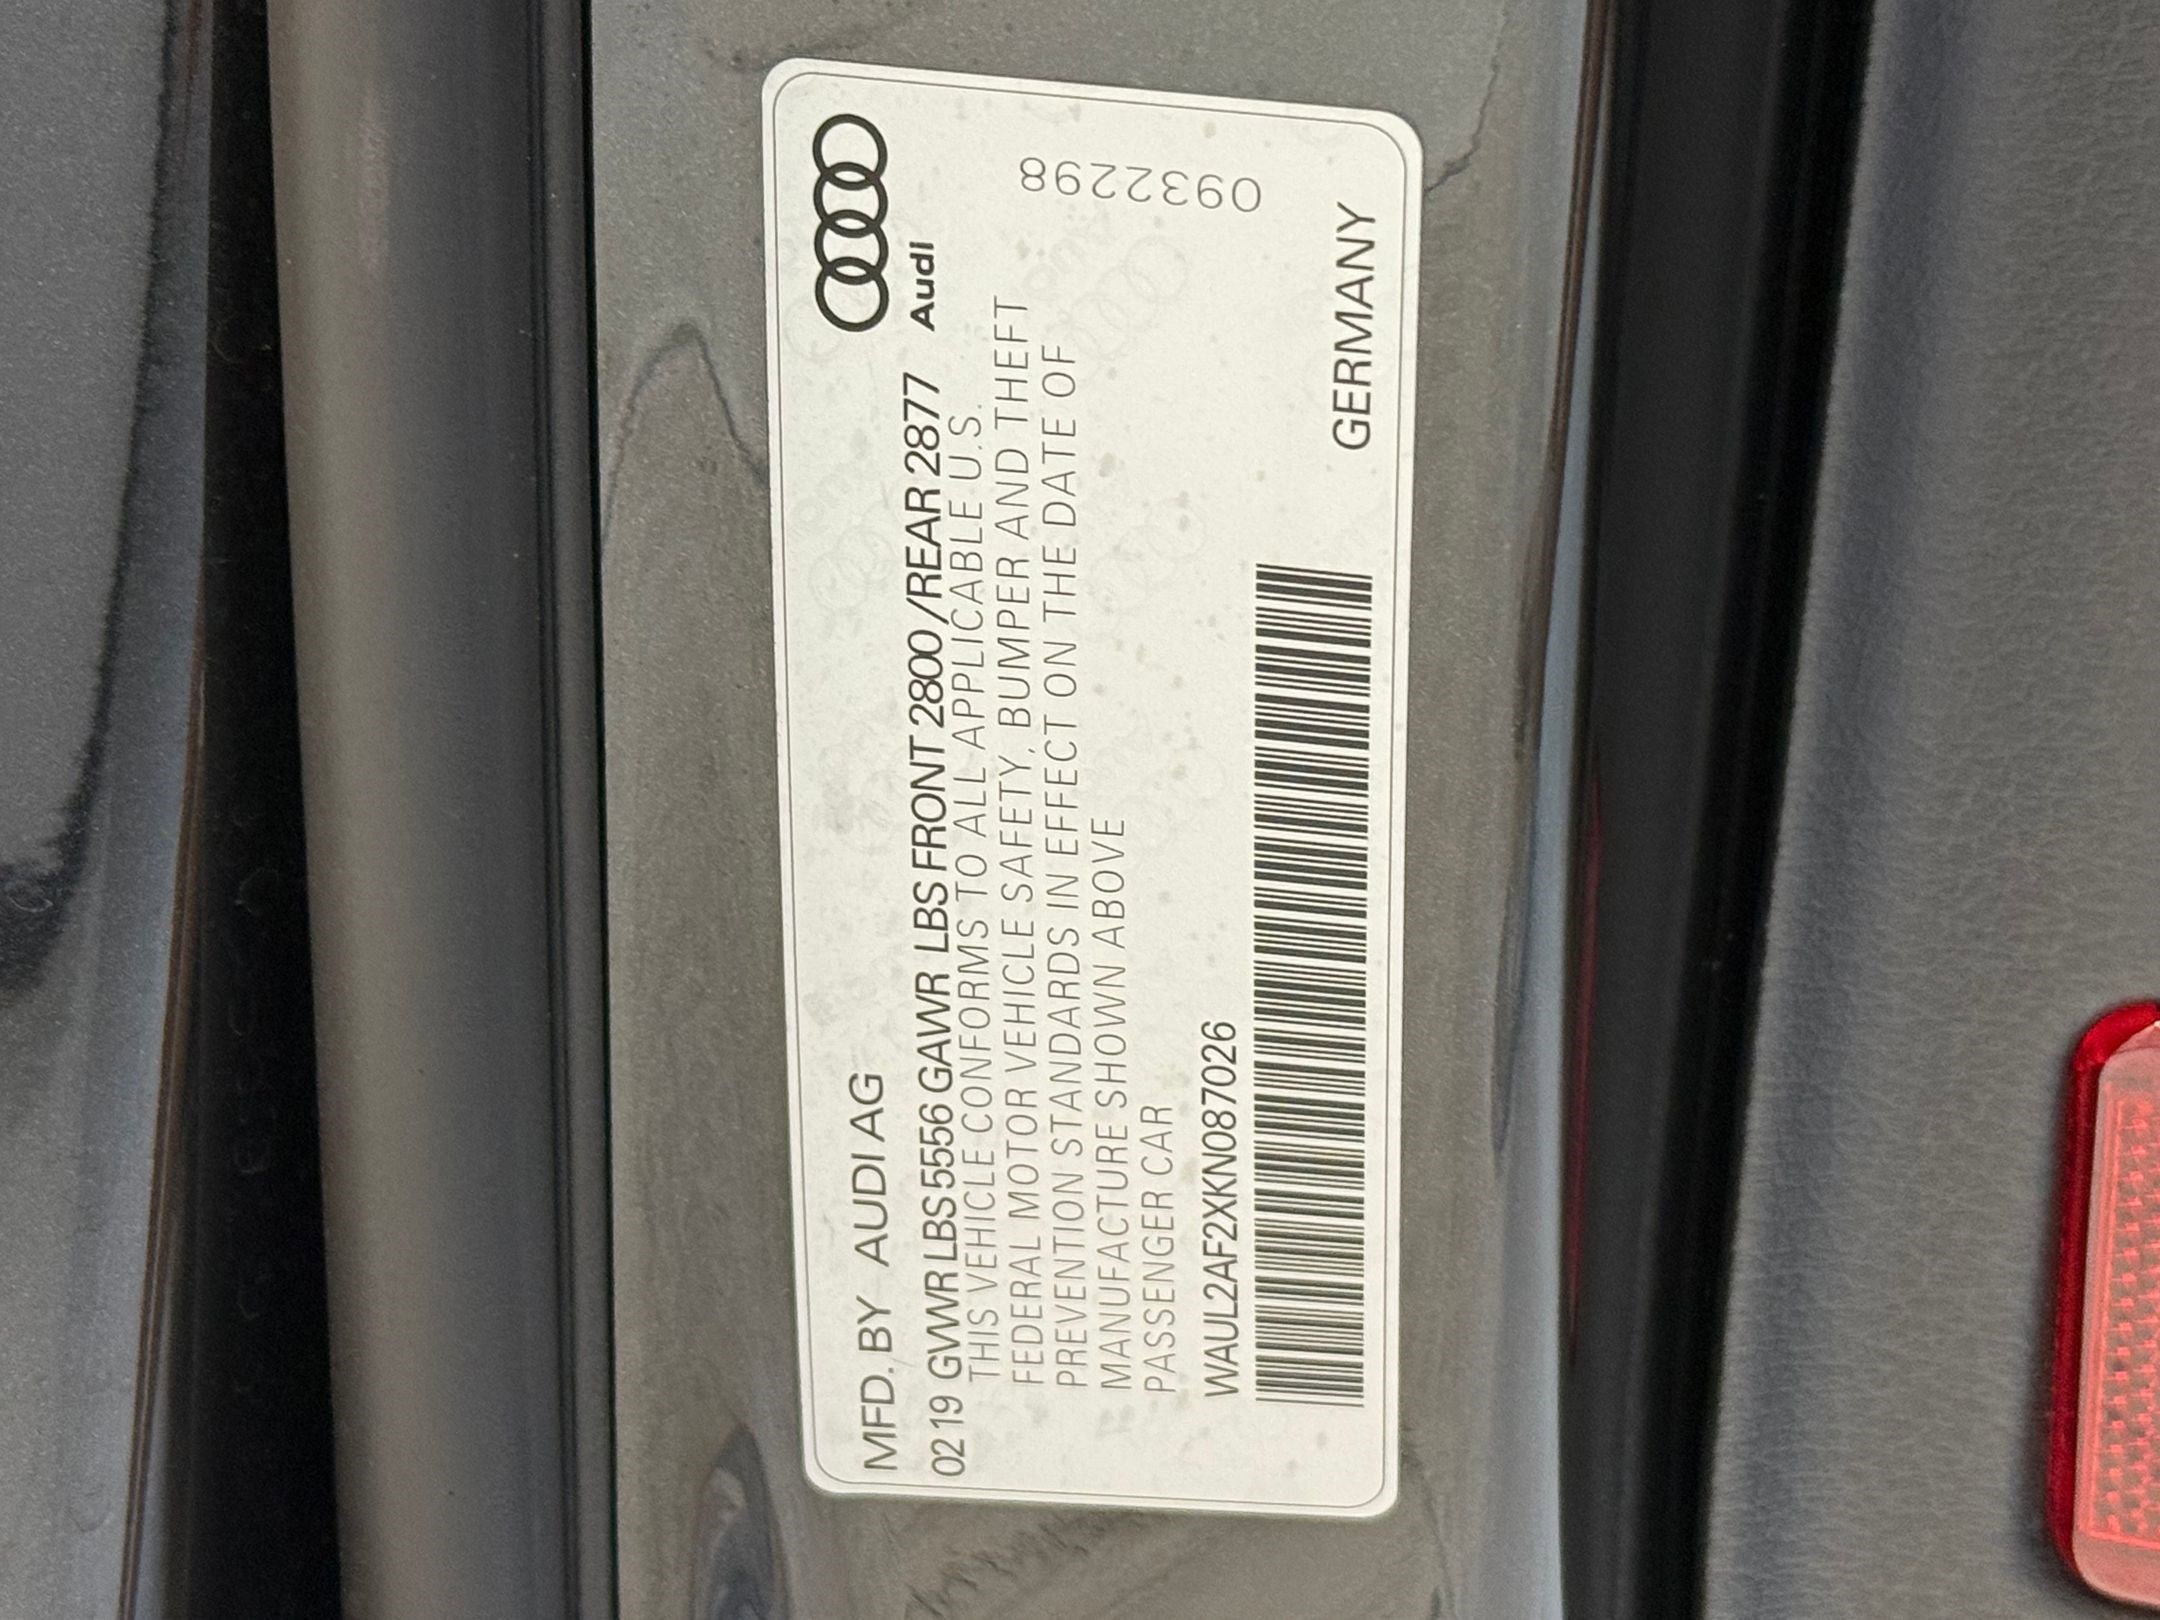 MFD. BY AUDI AG
Audi
02 19 GVWR LBS 5556 GAWR LBS FRONT 2800 /REAR 2877
THIS VEHICLE CONFORMS TO ALL APPLICABLE U.S.
FEDERAL MOTOR VEHICLE SAFETY, BUMPER AND THEFT
PREVENTION STANDARDS IN EFFECT ON THE DATE OF
MANUFACTURE SHOWN ABOVE
PASSENGER CAR
0932298
WAUL2AF2XKN087026
GERMANY